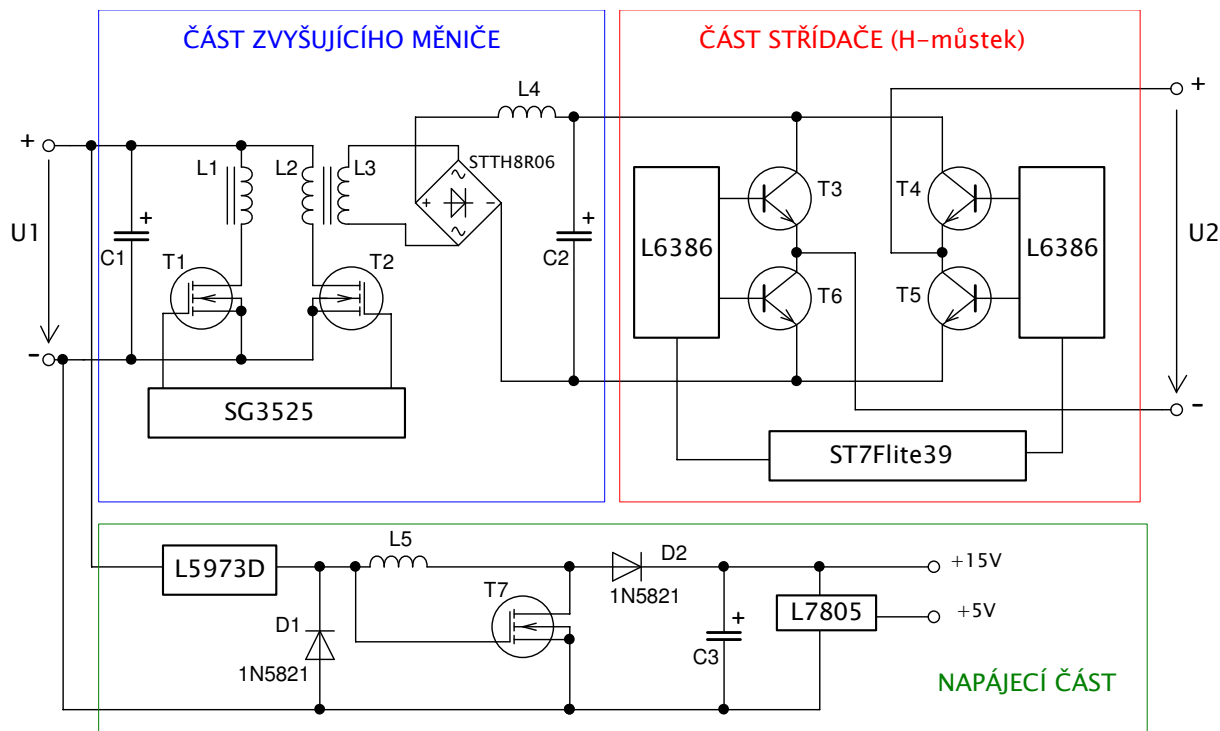 ČÁST ZVYŠUJÍCÍHO MĚNIČE
ČÁST STŘÍDAČE (H-můstek)
L4
+
+
L1
L2
L3
STTH8R06
+
-
T3
T4
U1
+
C1
+
C2
L6386
L6386
U2
T1
T2
T6
T5
-
-
SG3525
ST7Flite39
L5
D2
L5973D
+15V
T7
1N5821
L7805
+5V
D1
+
C3
1N5821
NAPÁJECÍ ČÁST